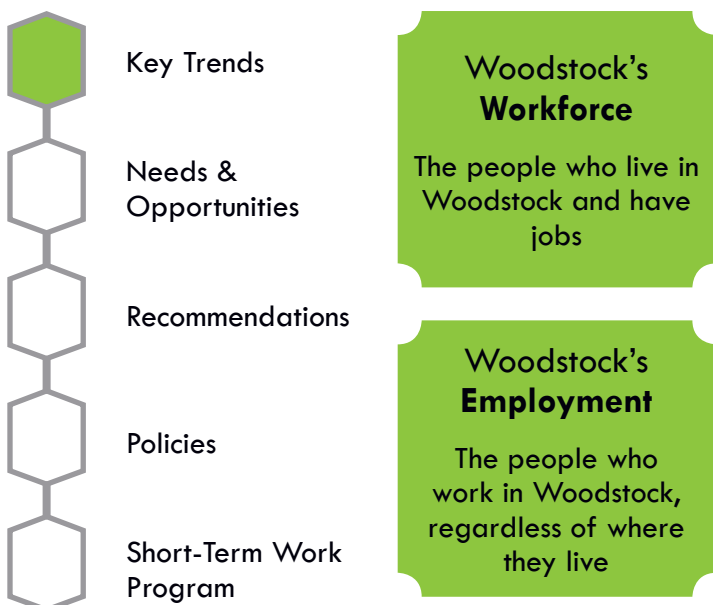 Key Trends
Needs &
Opportunities
Recommendations
Policies
Short-Term Work
Program
Woodstock’s
Workforce
The people who live in
Woodstock and have
jobs
Woodstock’s
Employment
The people who
work in Woodstock,
regardless of where
they live